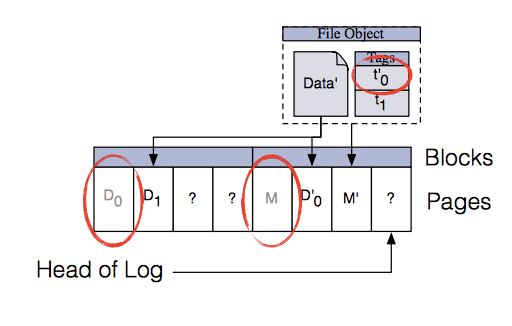 File Object
Tags
Data'
t'0
t1
Blocks
D0 D1 ? ? M D'0 M' ?
Pages
Head of Log